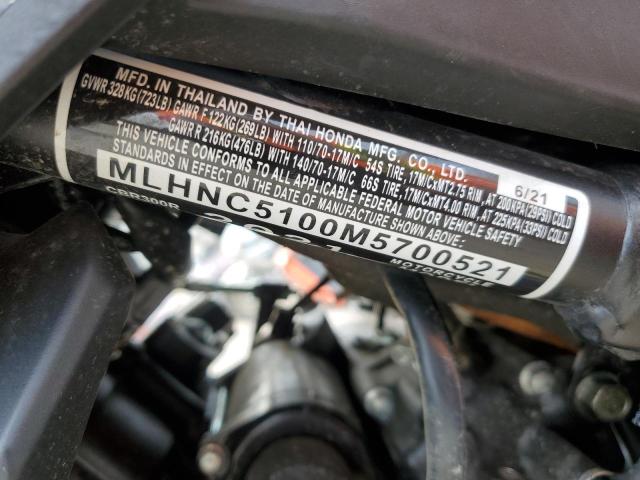 MFD. IN THAILAND BY THAI HONDA MFG. CO., LTD. 6/21
GVWR 328KG(723LB) GAWR F 122KG(269LB) WITH 110/70-17M/C 54S TIRE, 17M/CxMT2.75 RIM, AT 200KPA(29PSI) COLD
GAWR R 216KG(476LB) WITH 140/70-17M/C 66S TIRE, 17M/CxMT4.00 RIM, AT 225KPA(33PSI) COLD
THIS VEHICLE CONFORMS TO ALL APPLICABLE FEDERAL MOTOR VEHICLE SAFETY
STANDARDS IN EFFECT ON THE DATE OF MANUFACTURE SHOWN ABOVE:
MLHNC5100M5700521
CBR300R 2021 MOTORCYCLE